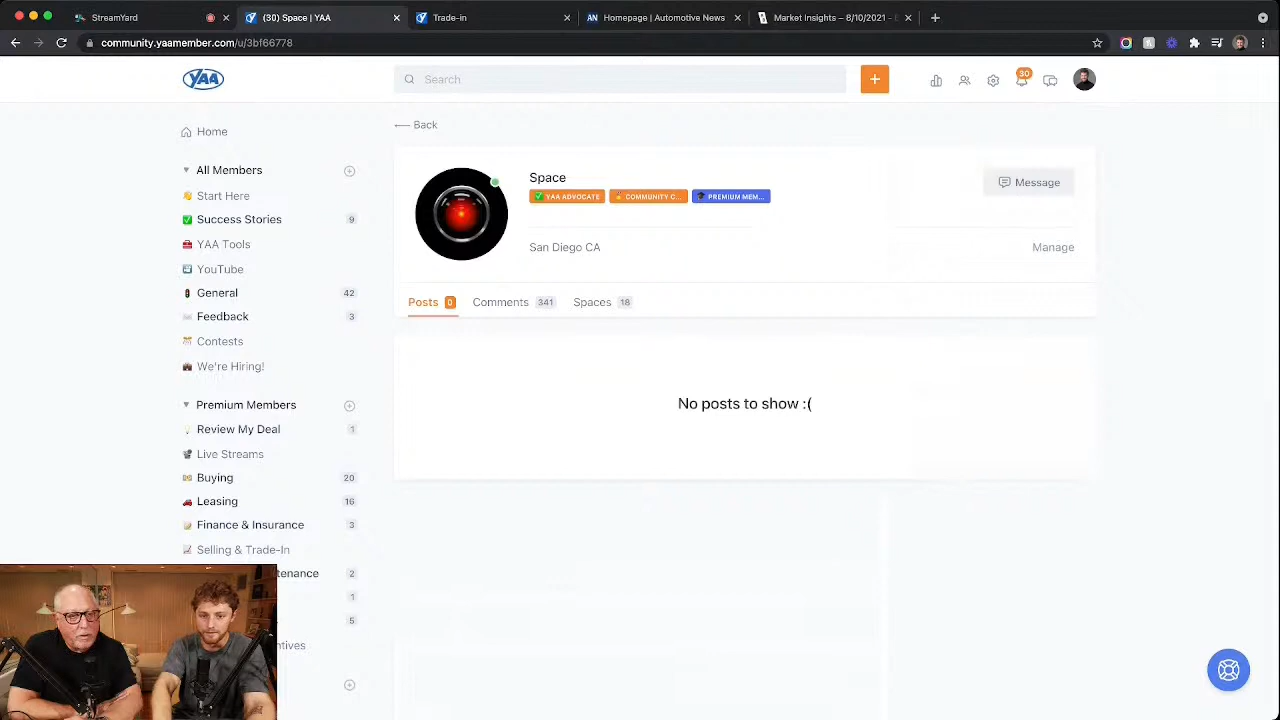 StreamYard
(30) Space | YAA
Trade-in
Homepage | Automotive News
Market Insights – 8/10/2021 –
community.yaamember.com/u/3bf66778
YAA
Search
30
Home
Back
All Members
Start Here
Success Stories 9
YAA Tools
YouTube
General 42
Feedback 3
Contests
We're Hiring!
Premium Members
Review My Deal 1
Live Streams
Buying 20
Leasing 16
Finance & Insurance 3
Selling & Trade-In
tenance 2
1
5
ntives
Space
YAA ADVOCATE COMMUNITY C... PREMIUM MEM...
Message
San Diego CA
Manage
Posts 0 Comments 341 Spaces 18
No posts to show :(